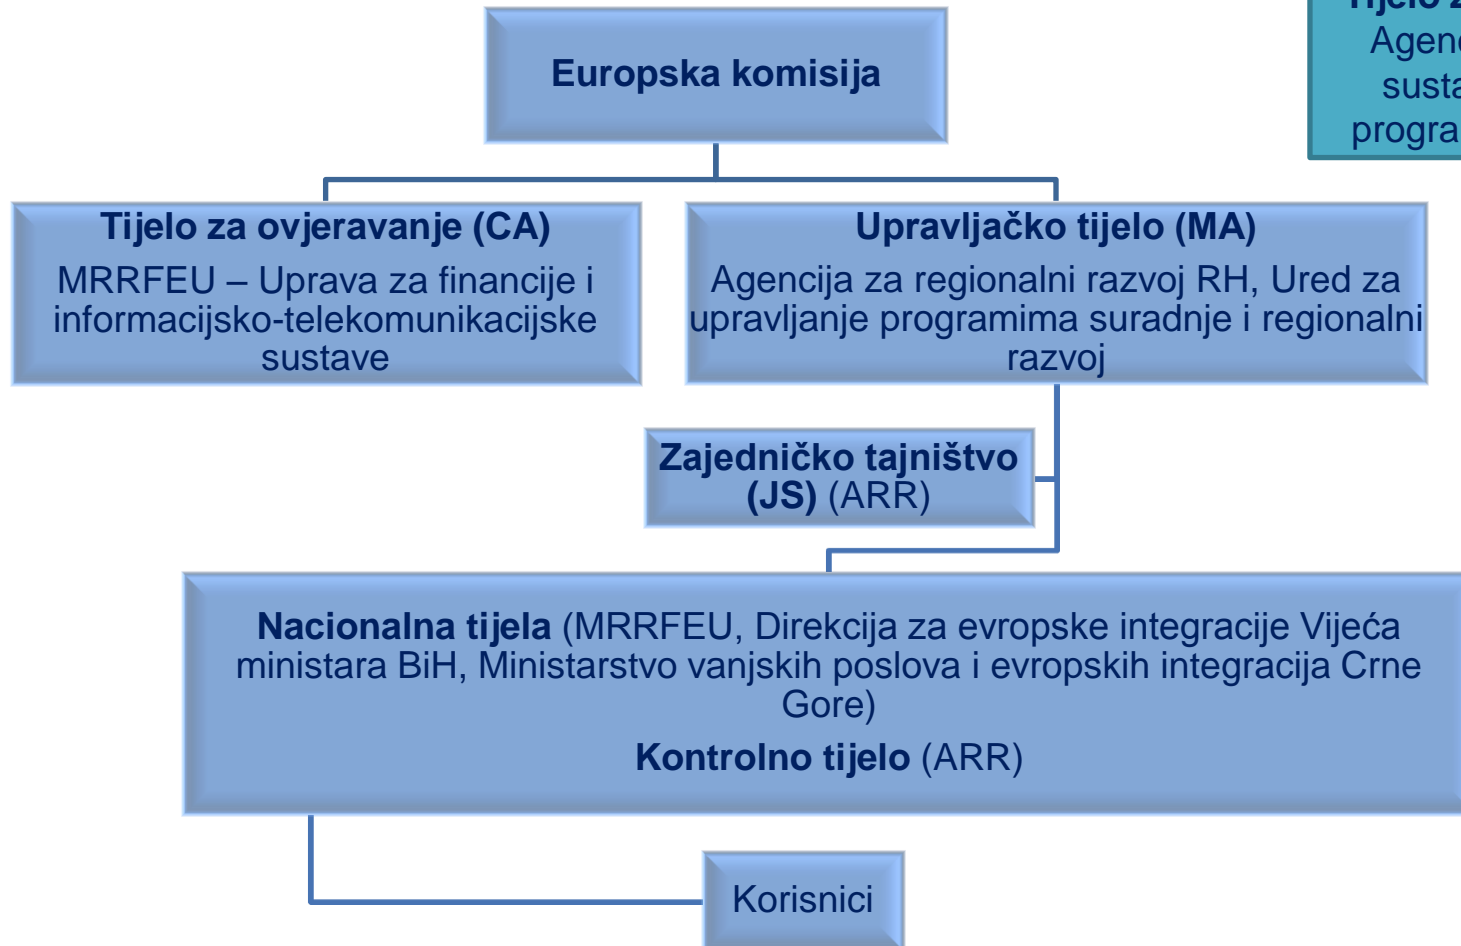 Europska komisija
Tijelo
Tijelo za ovjeravanje (CA)
MRRFEU – Uprava za financije i
informacijsko-telekomunikacijske
sustave
Upravljačko tijelo (MA)
Agencija za regionalni razvoj RH, Ured za
upravljanje programima suradnje i regionalni
razvoj
Zajedničko tajništvo
(JS) (ARR)
Nacionalna tijela (MRRFEU, Direkcija za evropske integracije Vijeća
ministara BiH, Ministarstvo vanjskih poslova i evropskih integracija Crne
Gore)
Kontrolno tijelo (ARR)
Korisnici